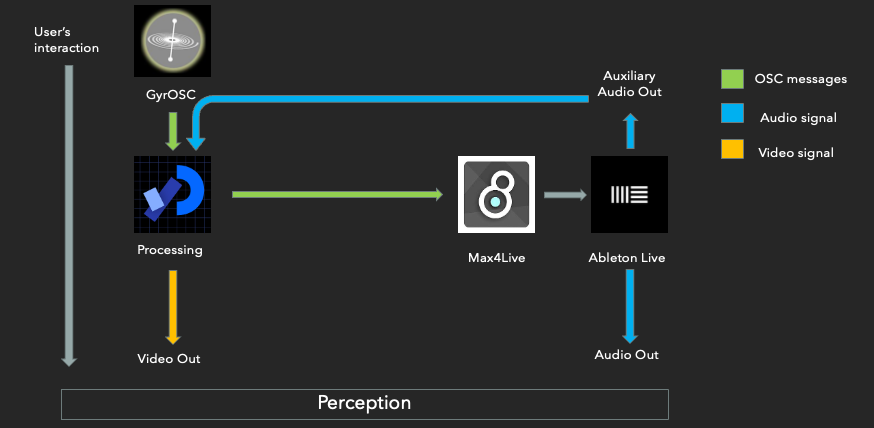 User's
interaction
GyrOSC
Auxiliary
Audio Out
OSC messages
Audio signal
Video signal
Processing
Max4Live
Ableton Live
Video Out
Audio Out
Perception